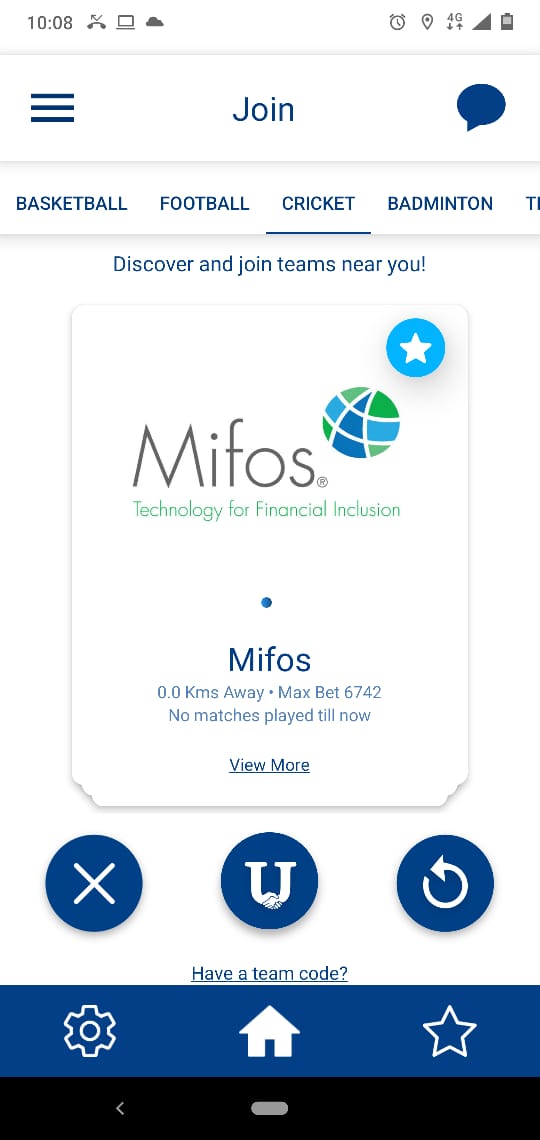 10:08
4G
Join
BASKETBALL FOOTBALL CRICKET BADMINTON
Discover and join teams near you!
Mifos®
Technology for Financial Inclusion
Mifos
0.0 Kms Away • Max Bet 6742
No matches played till now
View More
U
Have a team code?